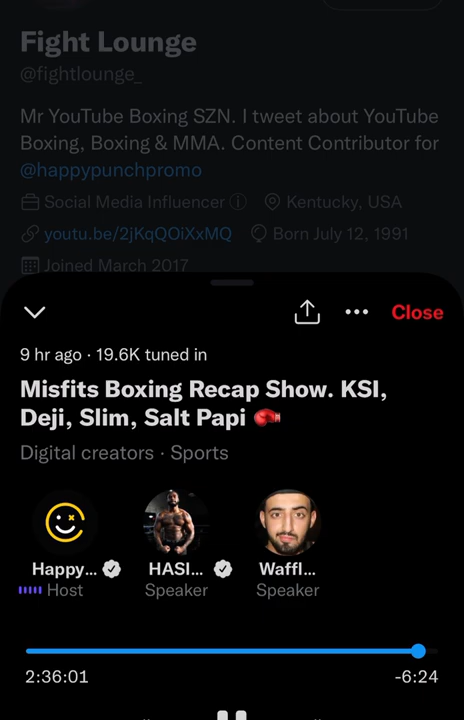 Fight Lounge
@fightlounge_
Mr YouTube Boxing SZN. I tweet about YouTube
Boxing, Boxing & MMA. Content Contributor for
@happypunchpromo
Social Media Influencer Kentucky, USA
youtu.be/2jKqQOiXxMQ Born July 12, 1991
Joined March 2017
Close
9 hr ago · 19.6K tuned in
Misfits Boxing Recap Show. KSI,
Deji, Slim, Salt Papi 🥊
Digital creators · Sports
Happy... HASI... Waffl...
Host Speaker Speaker
2:36:01 -6:24